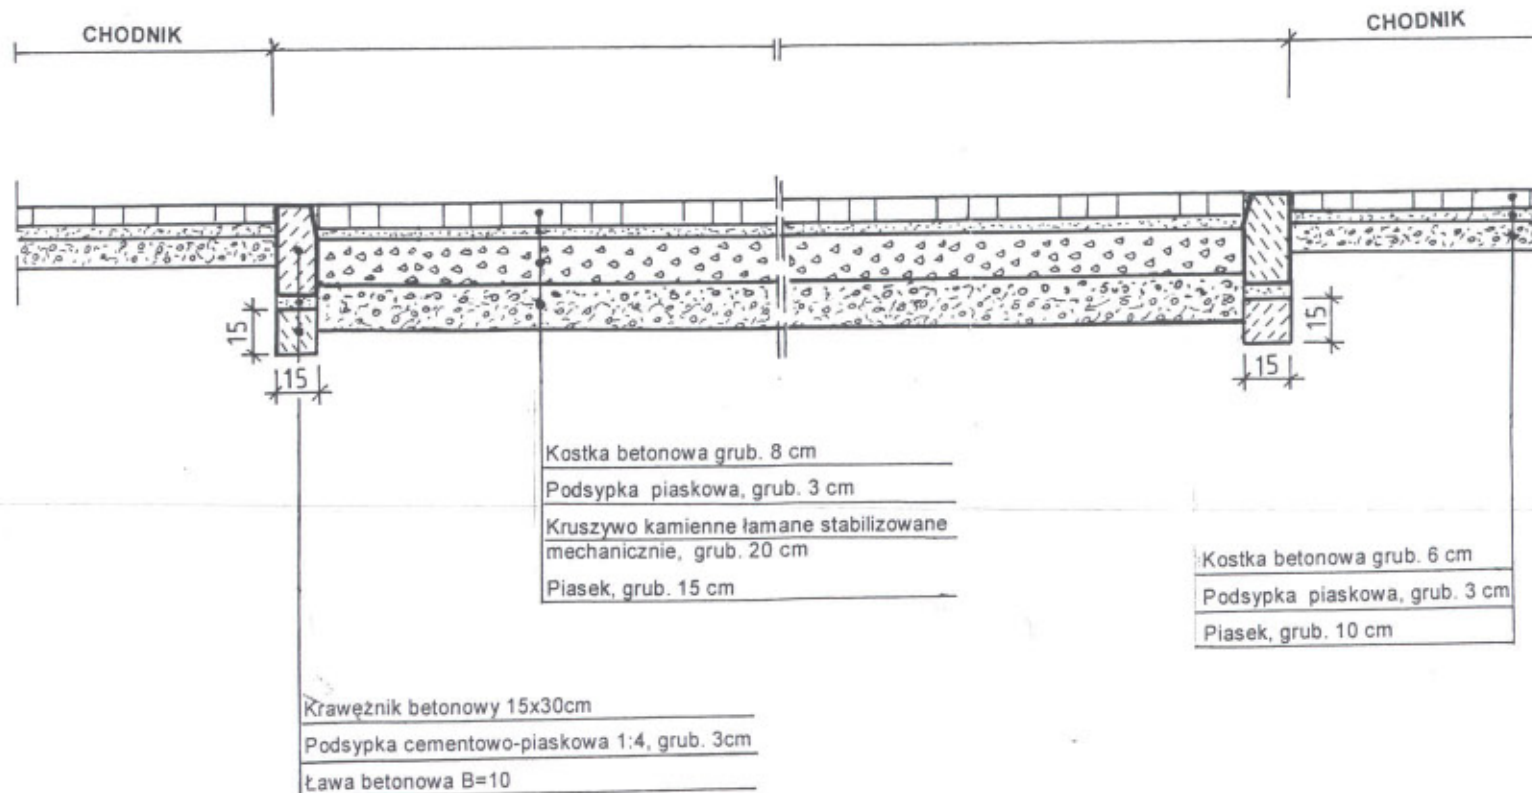 CHODNIK
CHODNIK
15
15
15
15
Kostka betonowa grub. 8 cm
Podsypka piaskowa, grub. 3 cm
Kruszywo kamienne łamane stabilizowane
mechanicznie, grub. 20 cm
Piasek, grub. 15 cm
Kostka betonowa grub. 6 cm
Podsypka piaskowa, grub. 3 cm
Piasek, grub. 10 cm
Krawężnik betonowy 15x30cm
Podsypka cementowo-piaskowa 1:4, grub. 3cm
Ława betonowa B=10